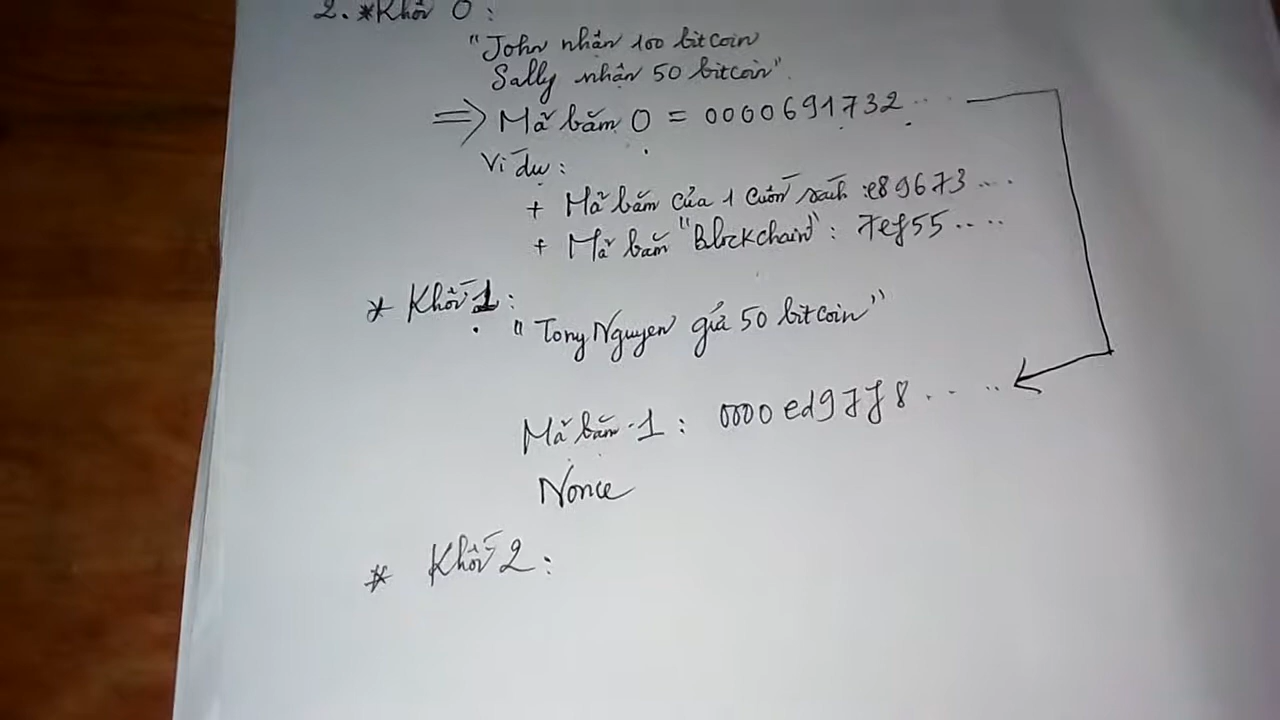 2. *Khối 0 :
"John nhận 100 bitcoin
Sally nhận 50 bitcoin"
=> Mã băm 0 = 0000691732...
Ví dụ :
+ Mã băm của 1 cuốn sách : e89673...
+ Mã băm "Blockchain" : 7ef55....
* Khối 1 :
"Tony Nguyen giả 50 bitcoin"
Mã băm 1 : 0000ed97f8.....
Nonce
* Khối 2 :